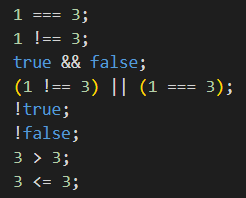 1 === 3;
1 !== 3;
true && false;
(1 !== 3) || (1 === 3);
!true;
!false;
3 > 3;
3 <= 3;